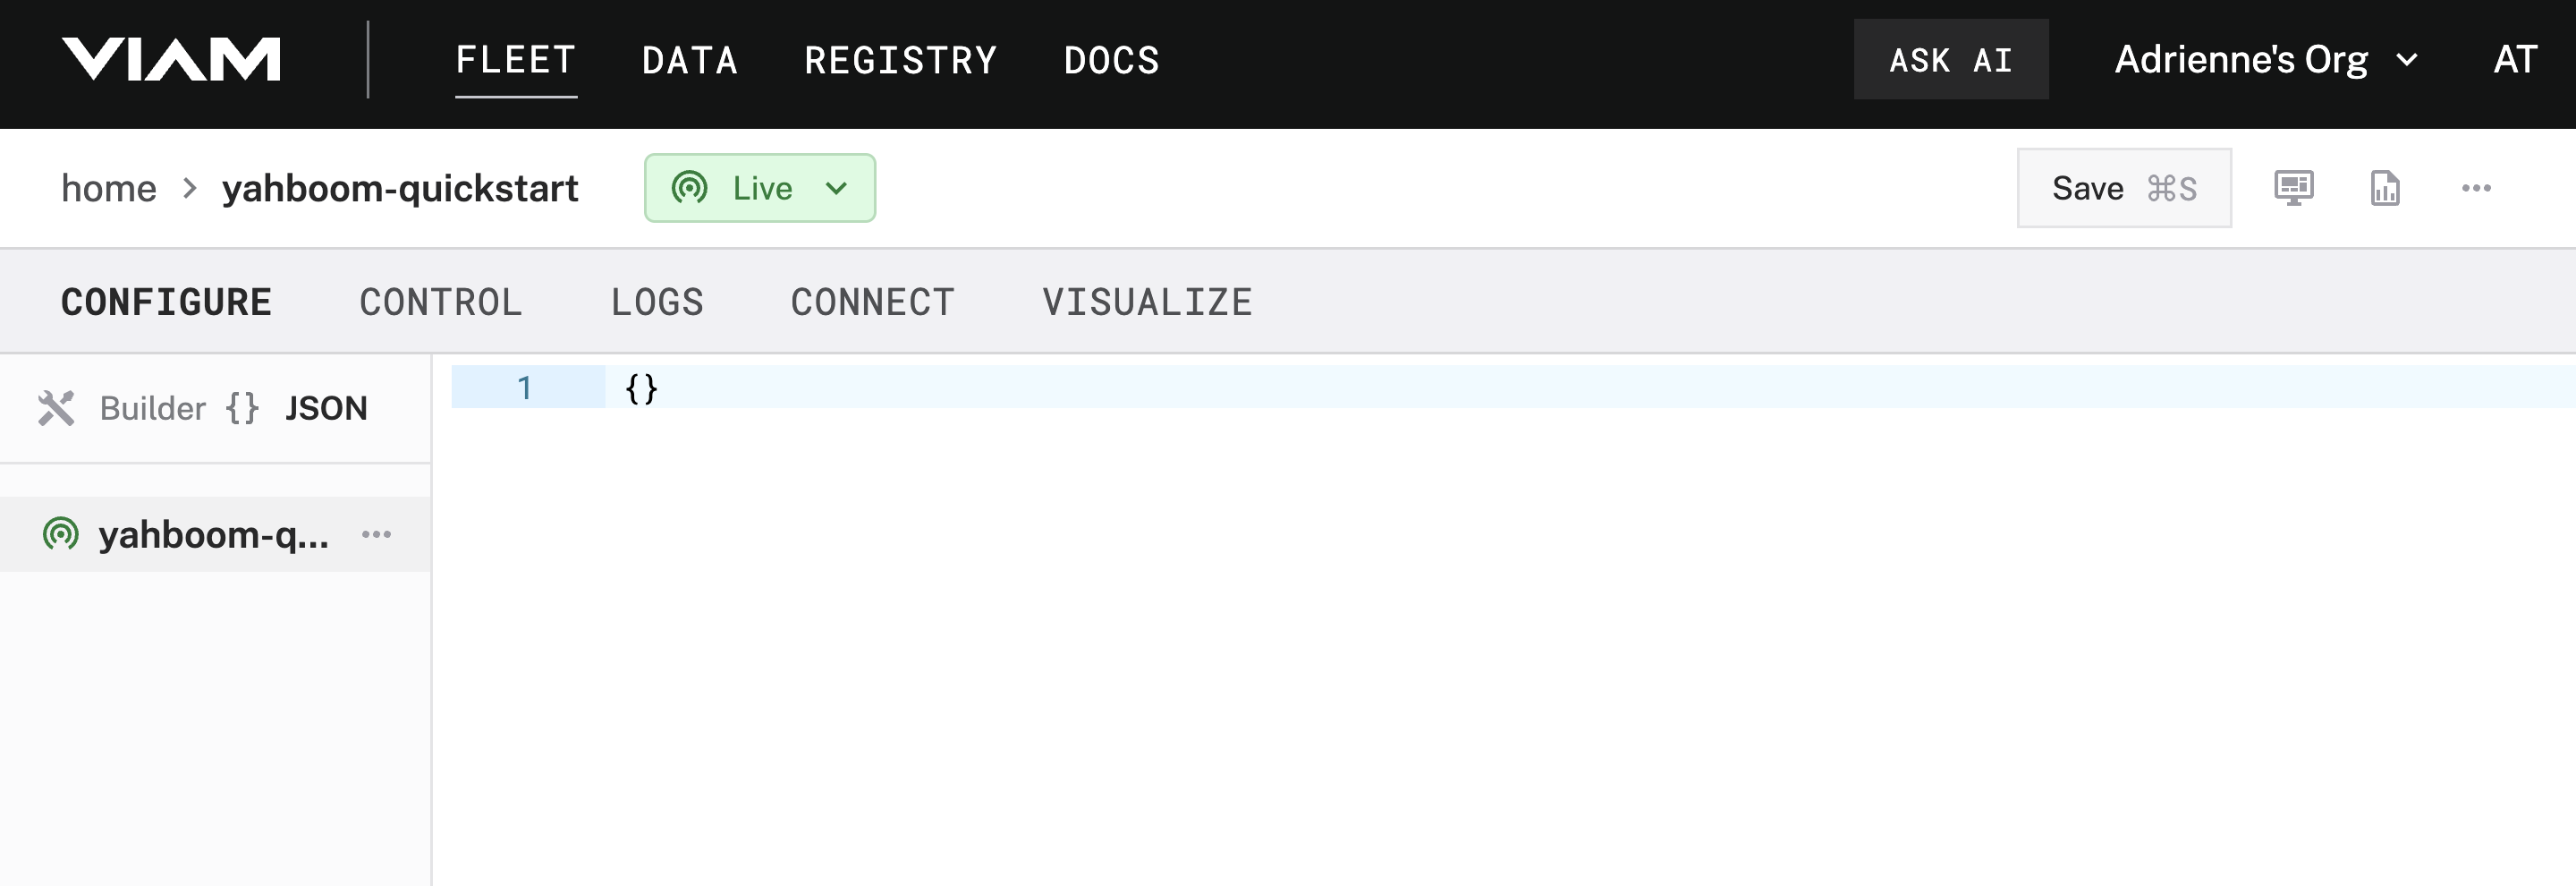 VIAM FLEET DATA REGISTRY DOCS ASK AI Adrienne's Org AT
home > yahboom-quickstart Live Save ⌘S
CONFIGURE CONTROL LOGS CONNECT VISUALIZE
Builder {} JSON
1 {}
yahboom-q... ···